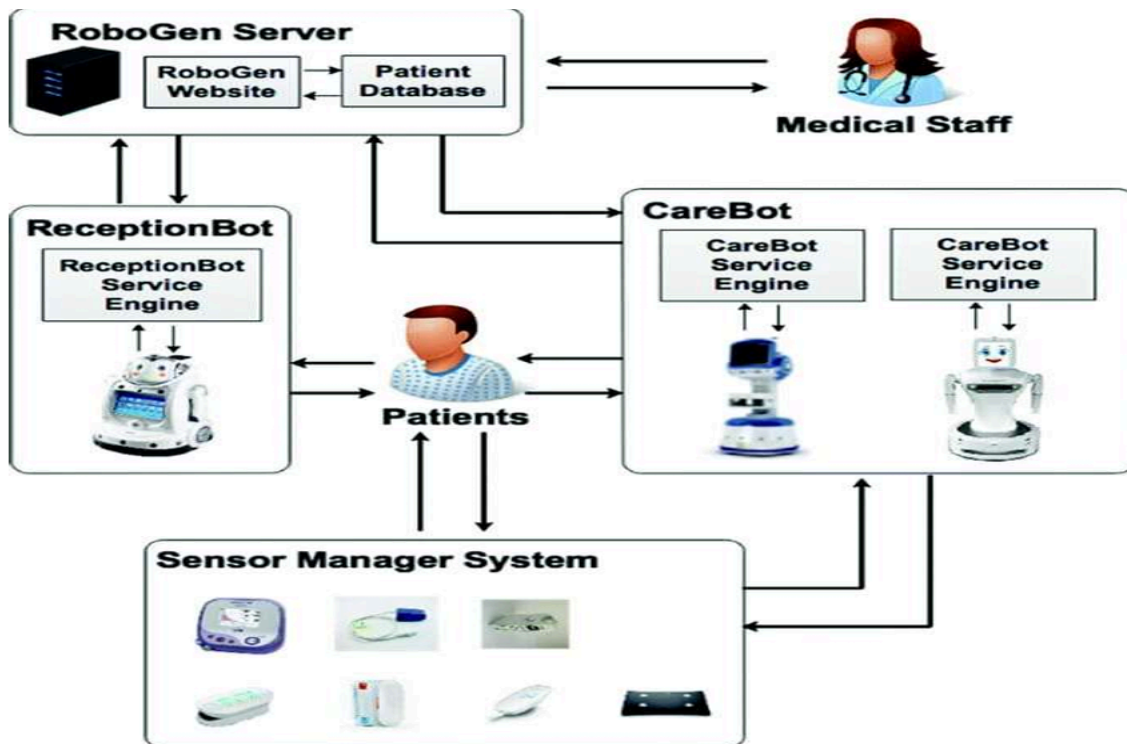 RoboGen Server
RoboGen
Website
Patient
Database
Medical Staff
ReceptionBot
ReceptionBot
Service
Engine
CareBot
CareBot
Service
Engine
CareBot
Service
Engine
Patients
Sensor Manager System